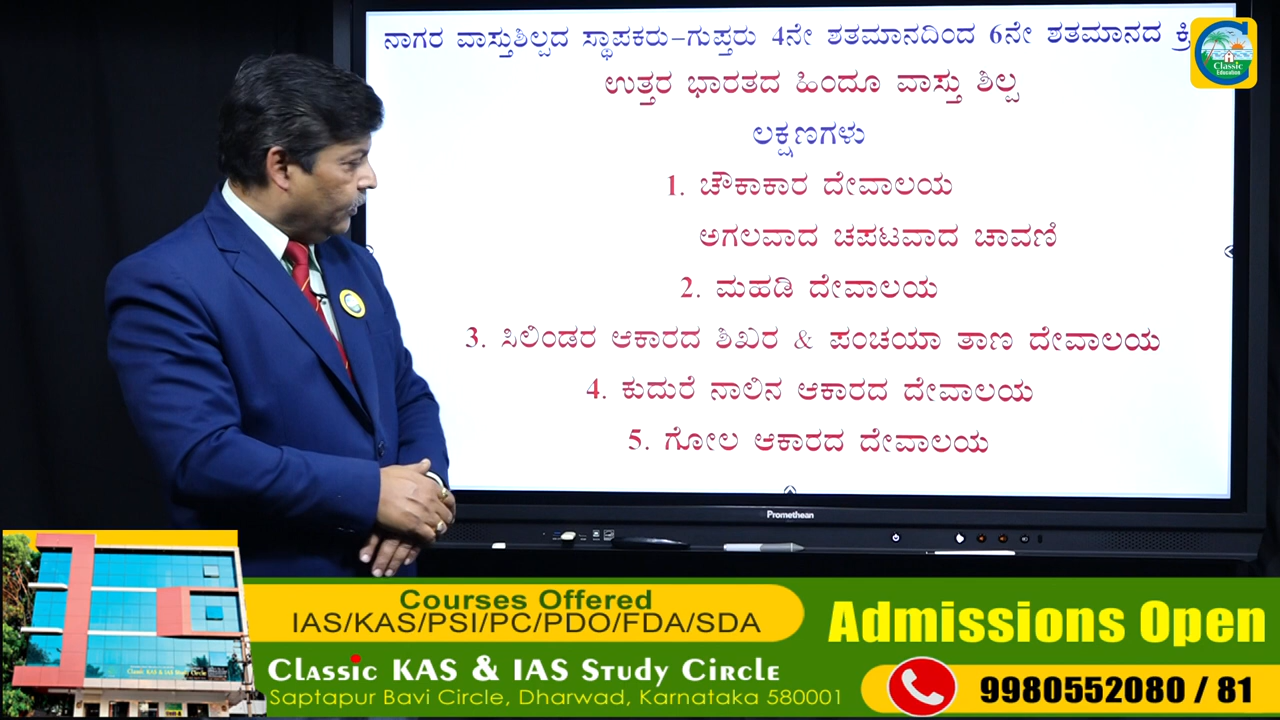 ನಾಗರ ವಾಸ್ತುಶಿಲ್ಪದ ಸ್ಥಾಪಕರು-ಗುಪ್ತರು 4ನೇ ಶತಮಾನದಿಂದ 6ನೇ ಶತಮಾನದ
ಉತ್ತರ ಭಾರತದ ಹಿಂದೂ ವಾಸ್ತು ಶಿಲ್ಪ
ಲಕ್ಷಣಗಳು
1. ಚೌಕಾಕಾರ ದೇವಾಲಯ
ಅಗಲವಾದ ಚಪಟವಾದ ಚಾವಣಿ
2. ಮಹಡಿ ದೇವಾಲಯ
3. ಸಿಲಿಂಡರ ಆಕಾರದ ಶಿಖರ & ಪಂಚಯಾ ತಾಣ ದೇವಾಲಯ
4. ಕುದುರೆ ನಾಲಿನ ಆಕಾರದ ದೇವಾಲಯ
5. ಗೋಲ ಆಕಾರದ ದೇವಾಲಯ
Classic
Education
Promethean
Courses Offered
IAS/KAS/PSI/PC/PDO/FDA/SDA
Classic KAS & IAS Study Circle
Saptapur Bavi Circle, Dharwad, Karnataka 580001
Admissions Open
9980552080 / 81